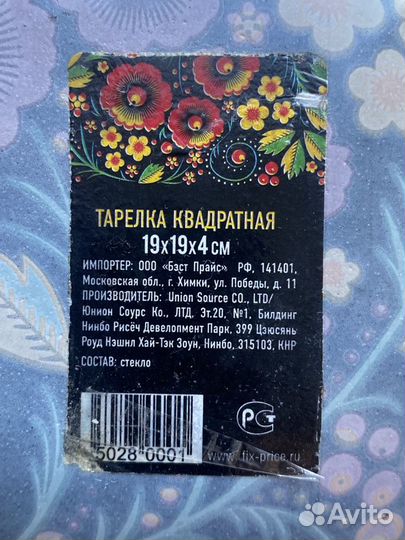 ТАРЕЛКА КВАДРАТНАЯ
19х19х4 см
ИМПОРТЕР: ООО «Бэст Прайс» РФ, 141401,
Московская обл., г. Химки, ул. Победы, д. 11
ПРОИЗВОДИТЕЛЬ: Union Source CO., LTD/
Юнион Соурс Ко., ЛТД. Эт.20, №1, Билдинг
Нинбо Рисёч Девелопмент Парк, 399 Цзюсянь
Роуд Нэшнл Хай-Тэк Зоун, Нинбо, 315103, КНР
СОСТАВ: стекло
РСТ
5028 0001
www.fix-price.ru
Avito